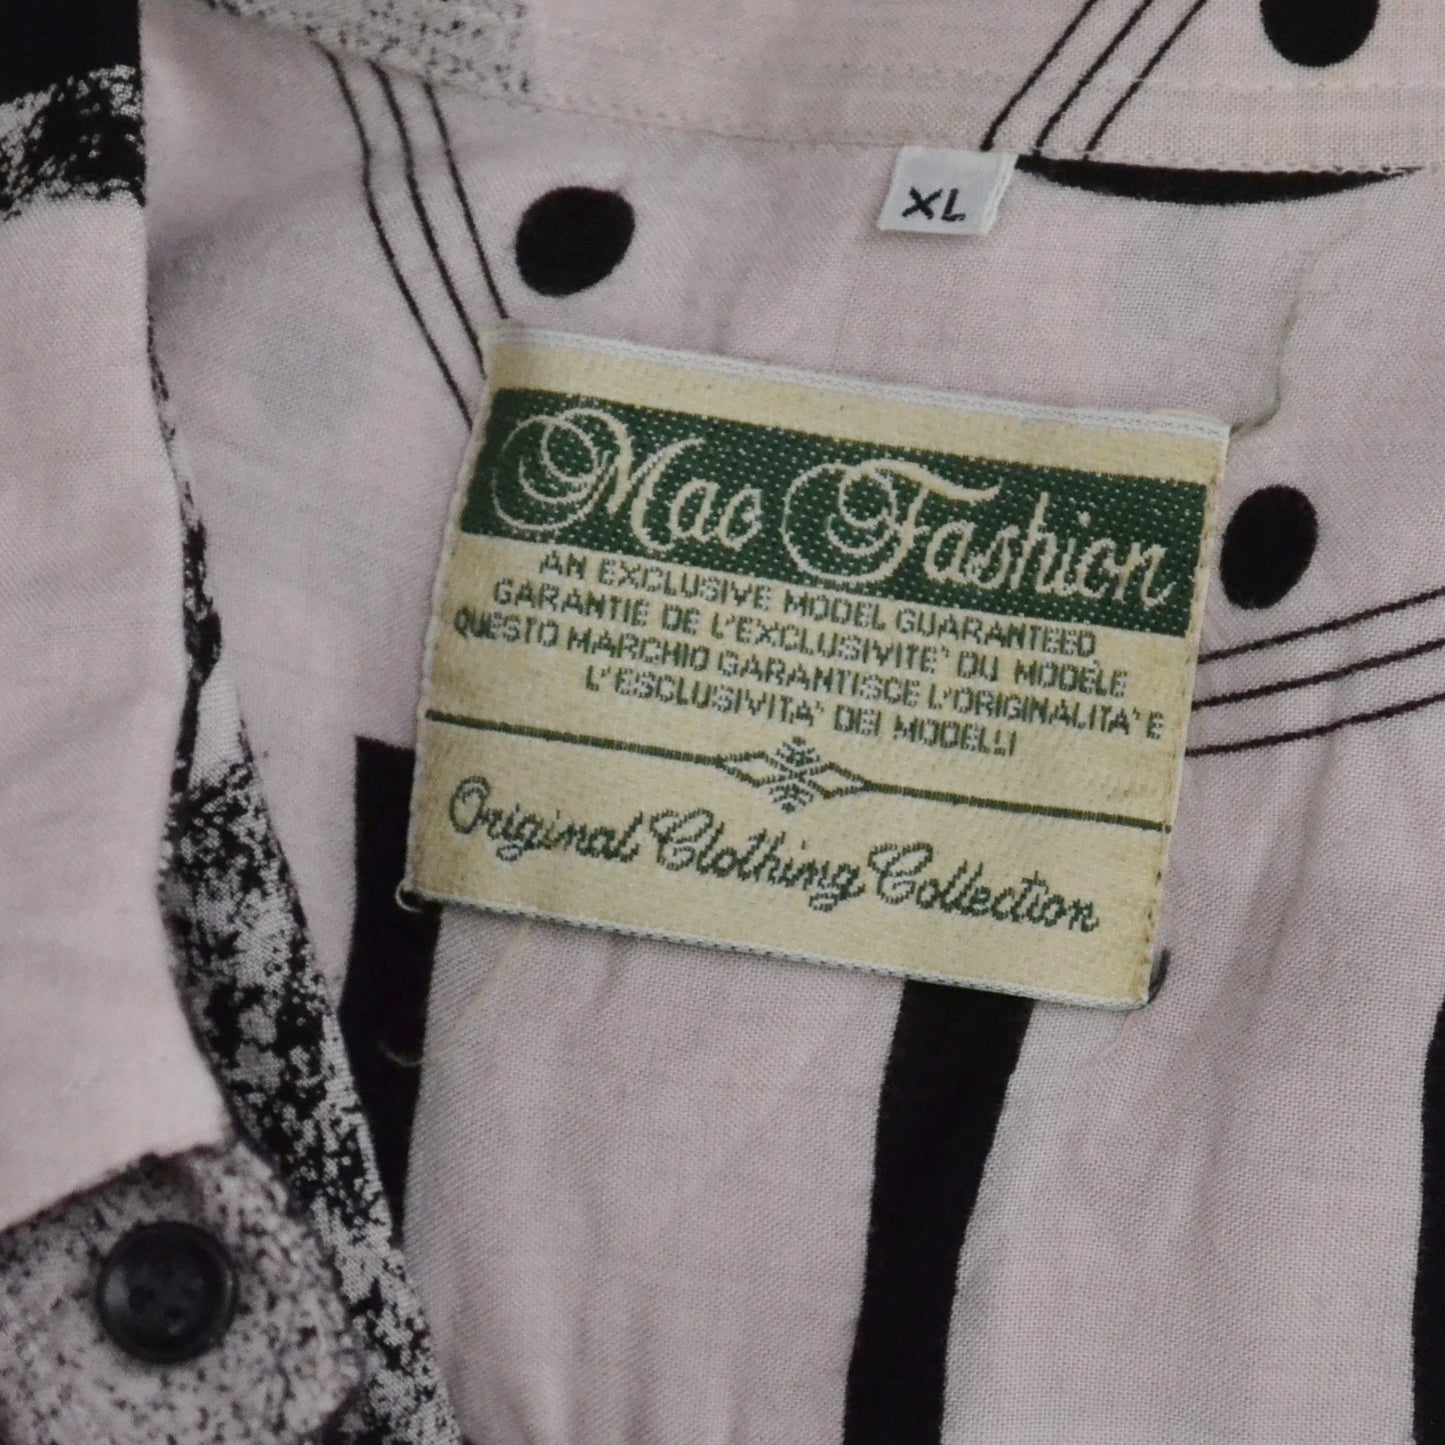 XL
Mac Fashion
AN EXCLUSIVE MODEL GUARANTEED
GARANTIE DE L'EXCLUSIVITE' DU MODÈLE
QUESTO MARCHIO GARANTISCE L'ORIGINALITA' E
L'ESCLUSIVITA' DEI MODELLI
Original Clothing Collection